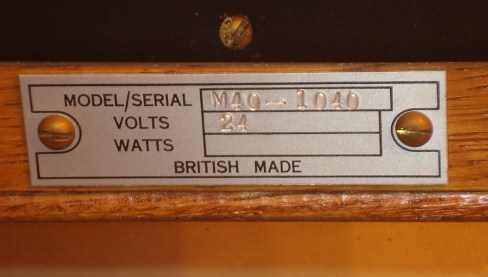 MODEL/SERIAL M40-1040
VOLTS 24
WATTS
BRITISH MADE